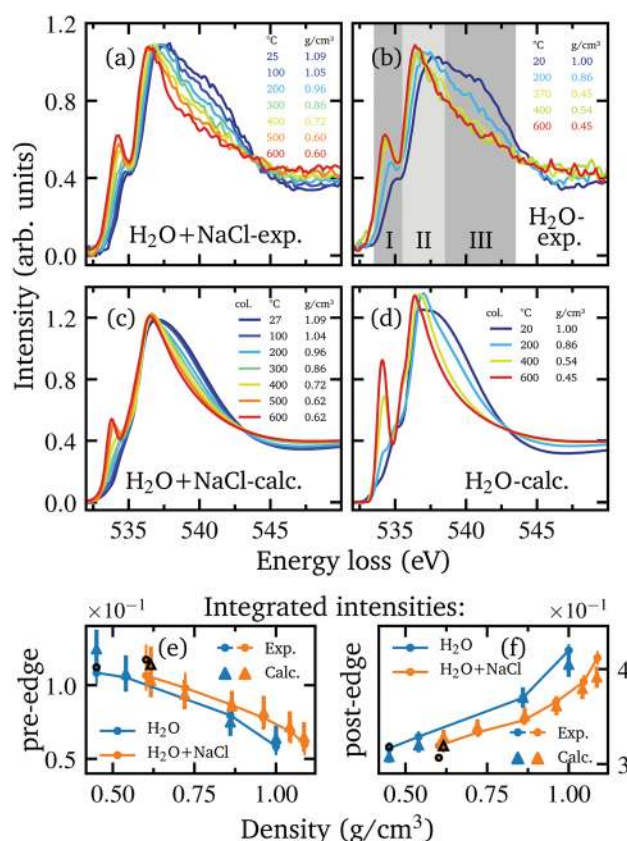 (a)
°C g/cm³
25 1.09
100 1.05
200 0.96
300 0.86
400 0.72
500 0.60
600 0.60
H₂O+NaCl-exp.
(b)
°C g/cm³
20 1.00
200 0.86
370 0.45
400 0.54
600 0.45
I II III
H₂O-
exp.
1.2
0.8
0.4
0.0
Intensity (arb. units)
(c)
col. °C g/cm³
27 1.09
100 1.04
200 0.96
300 0.86
400 0.72
500 0.62
600 0.62
H₂O+NaCl-calc.
(d)
col. °C g/cm³
20 1.00
200 0.86
400 0.54
600 0.45
H₂O-calc.
1.2
0.8
0.4
0.0
535 540 545 535 540 545
Energy loss (eV)
×10⁻¹ Integrated intensities: ×10⁻¹
(e)
Exp.
Calc.
H₂O
H₂O+NaCl
pre-edge
1.0
0.5
0.50 0.75 1.00
(f)
H₂O
H₂O+NaCl
Exp.
Calc.
post-edge
4
3
0.50 0.75 1.00
Density (g/cm³)